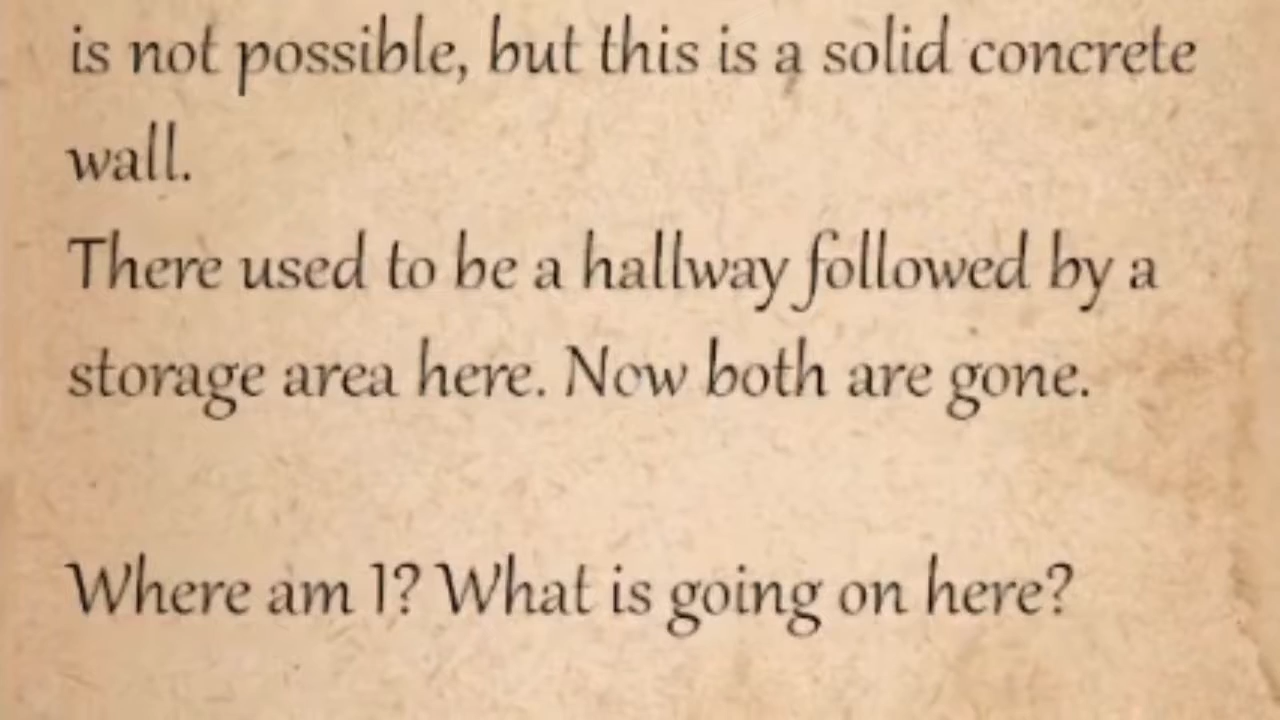 is not possible, but this is a solid concrete
wall.
There used to be a hallway followed by a
storage area here. Now both are gone.
Where am I? What is going on here?